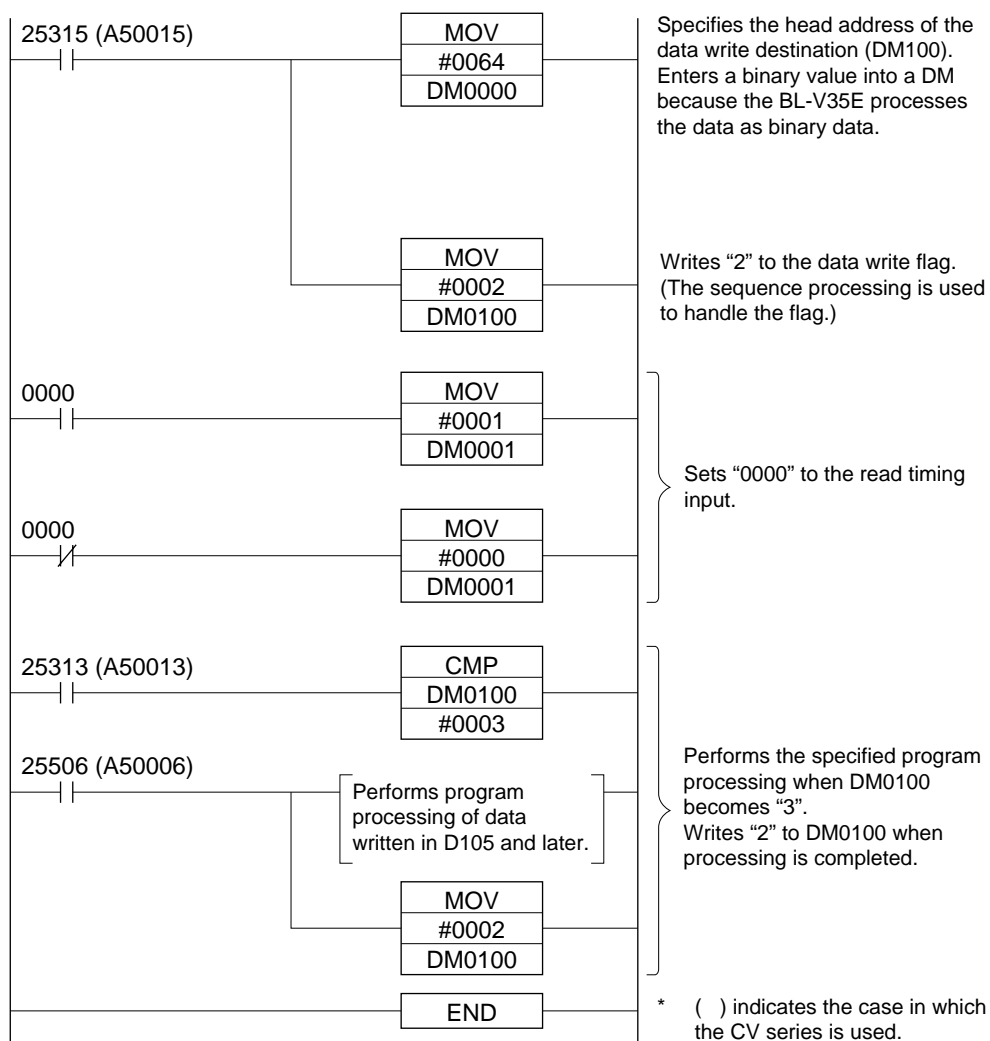 25315 (A50015)
MOV
#0064
DM0000
Specifies the head address of the
data write destination (DM100).
Enters a binary value into a DM
because the BL-V35E processes
the data as binary data.
MOV
#0002
DM0100
Writes “2” to the data write flag.
(The sequence processing is used
to handle the flag.)
0000
MOV
#0001
DM0001
0000
MOV
#0000
DM0001
Sets “0000” to the read timing
input.
25313 (A50013)
CMP
DM0100
#0003
25506 (A50006)
Performs program
processing of data
written in D105 and later.
MOV
#0002
DM0100
Performs the specified program
processing when DM0100
becomes “3”.
Writes “2” to DM0100 when
processing is completed.
END
* ( ) indicates the case in which
the CV series is used.